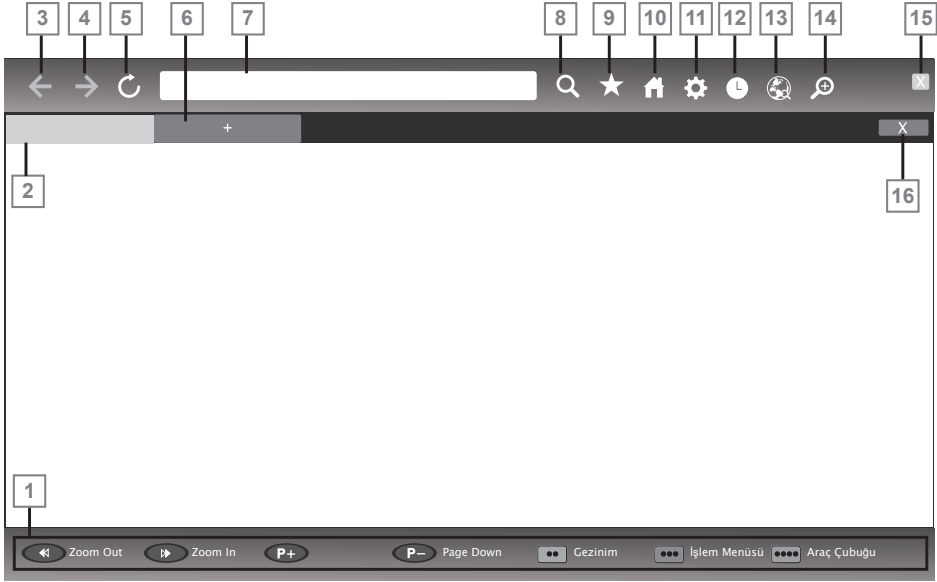 3 4 5 6 7 8 9 10 11 12 13 14 15
X
+ X
2 16
1
Zoom Out Zoom In P+ P− Page Down Gezinim İşlem Menüsü Araç Çubuğu